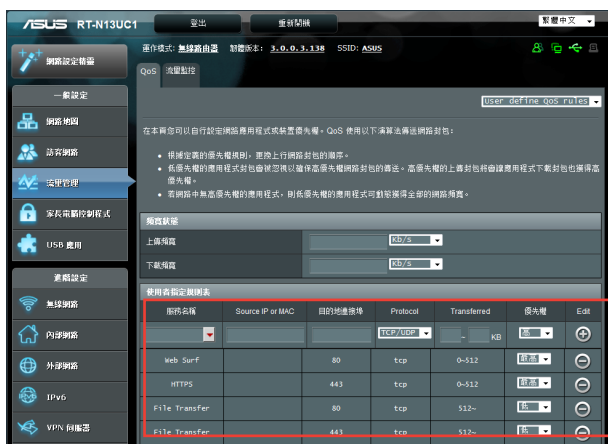 ASUS RT-N13UC1 登出 重新開機 繁體中文
網路設定精靈
運作模式: 無線路由器 韌體版本: 3.0.0.3.138 SSID: ASUS
QoS 流量監控
一般設定
User define QoS rules
網路地圖
在本頁您可以自行設定網路應用程式或裝置優先權。QoS 使用以下演算法傳送網路封包:
訪客網路
• 根據定義的優先權規則,更換上行網路封包的順序。
• 低優先權的應用程式封包會被忽視以確保高優先權網路封包的傳送。高優先權的上傳封包將會讓應用程式下載封包也獲得高優先權。
流量管理
• 若網路中無高優先權的應用程式,則低優先權的應用程式可動態獲得全部的網路頻寬。
家長電腦控制程式
頻寬狀態
USB 應用
上傳頻寬 Kb/s
下載頻寬 Kb/s
進階設定
使用者指定規則表
無線網路
服務名稱 Source IP or MAC 目的地連接埠 Protocol Transferred 優先權 Edit
內部網路
TCP/UDP ~ KB 高
外部網路
Web Surf 80 tcp 0~512 最高
IPv6
HTTPS 443 tcp 0~512 最高
File Transfer 80 tcp 512~ 低
VPN 伺服器
File Transfer 443 tcp 512~ 低